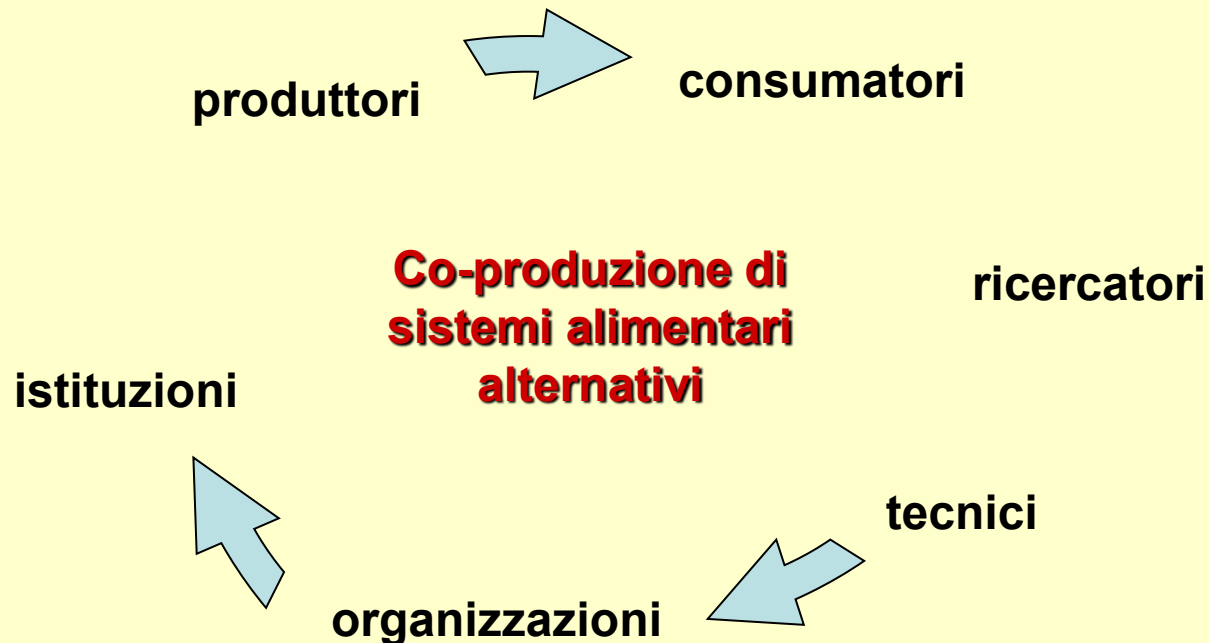 produttori
consumatori
Co-produzione di
sistemi alimentari
alternativi
ricercatori
istituzioni
tecnici
organizzazioni